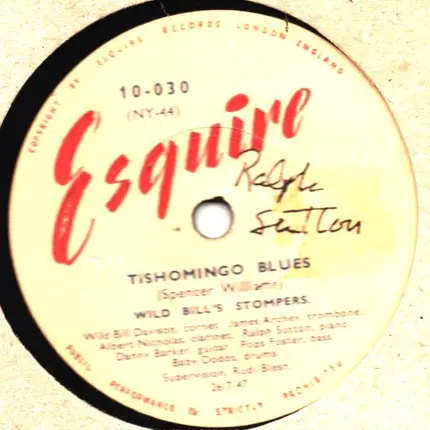 COPYRIGHT BY ESQUIRE RECORDS LONDON ENGLAND
10-030
(NY-44)
Esquire
Ralph
Sutton
TISHOMINGO BLUES
(Spencer Williams)
WILD BILL'S STOMPERS.
Wild Bill Davison, cornet James Archey, trombone,
Albert Nicholas, clarinet, Ralph Sutton, piano
Danny Barker, guitar Pops Foster, bass
Baby Dodds, drums.
Supervision, Rudi Blesh
26.7.47
PUBLIC PERFORMANCE IS STRICTLY PROHIBITED